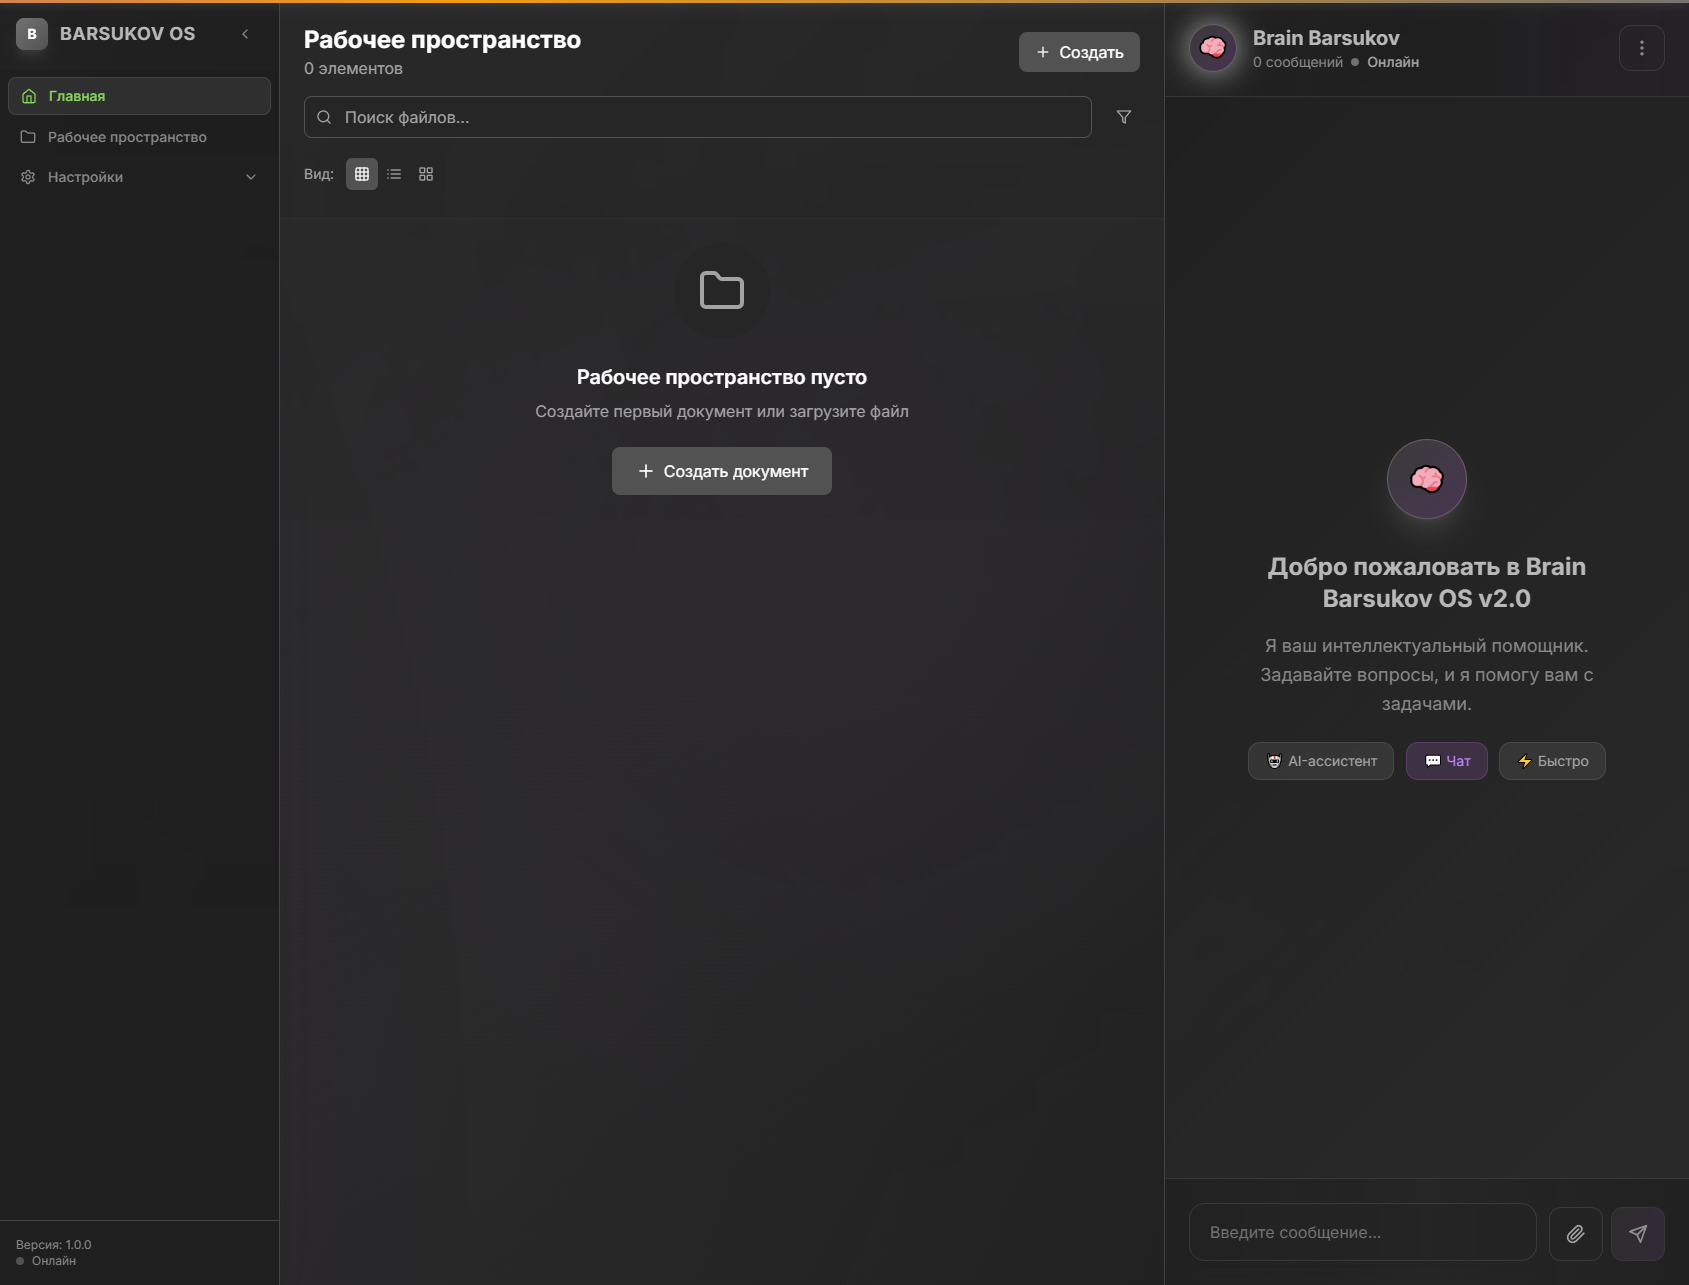 B BARSUKOV OS
Главная
Рабочее пространство
Настройки
Версия: 1.0.0
Онлайн
Рабочее пространство
0 элементов
Создать
Поиск файлов...
Вид:
Рабочее пространство пусто
Создайте первый документ или загрузите файл
Создать документ
Brain Barsukov
0 сообщений Онлайн
Добро пожаловать в Brain
Barsukov OS v2.0
Я ваш интеллектуальный помощник.
Задавайте вопросы, и я помогу вам с
задачами.
AI-ассистент Чат Быстро
Введите сообщение...